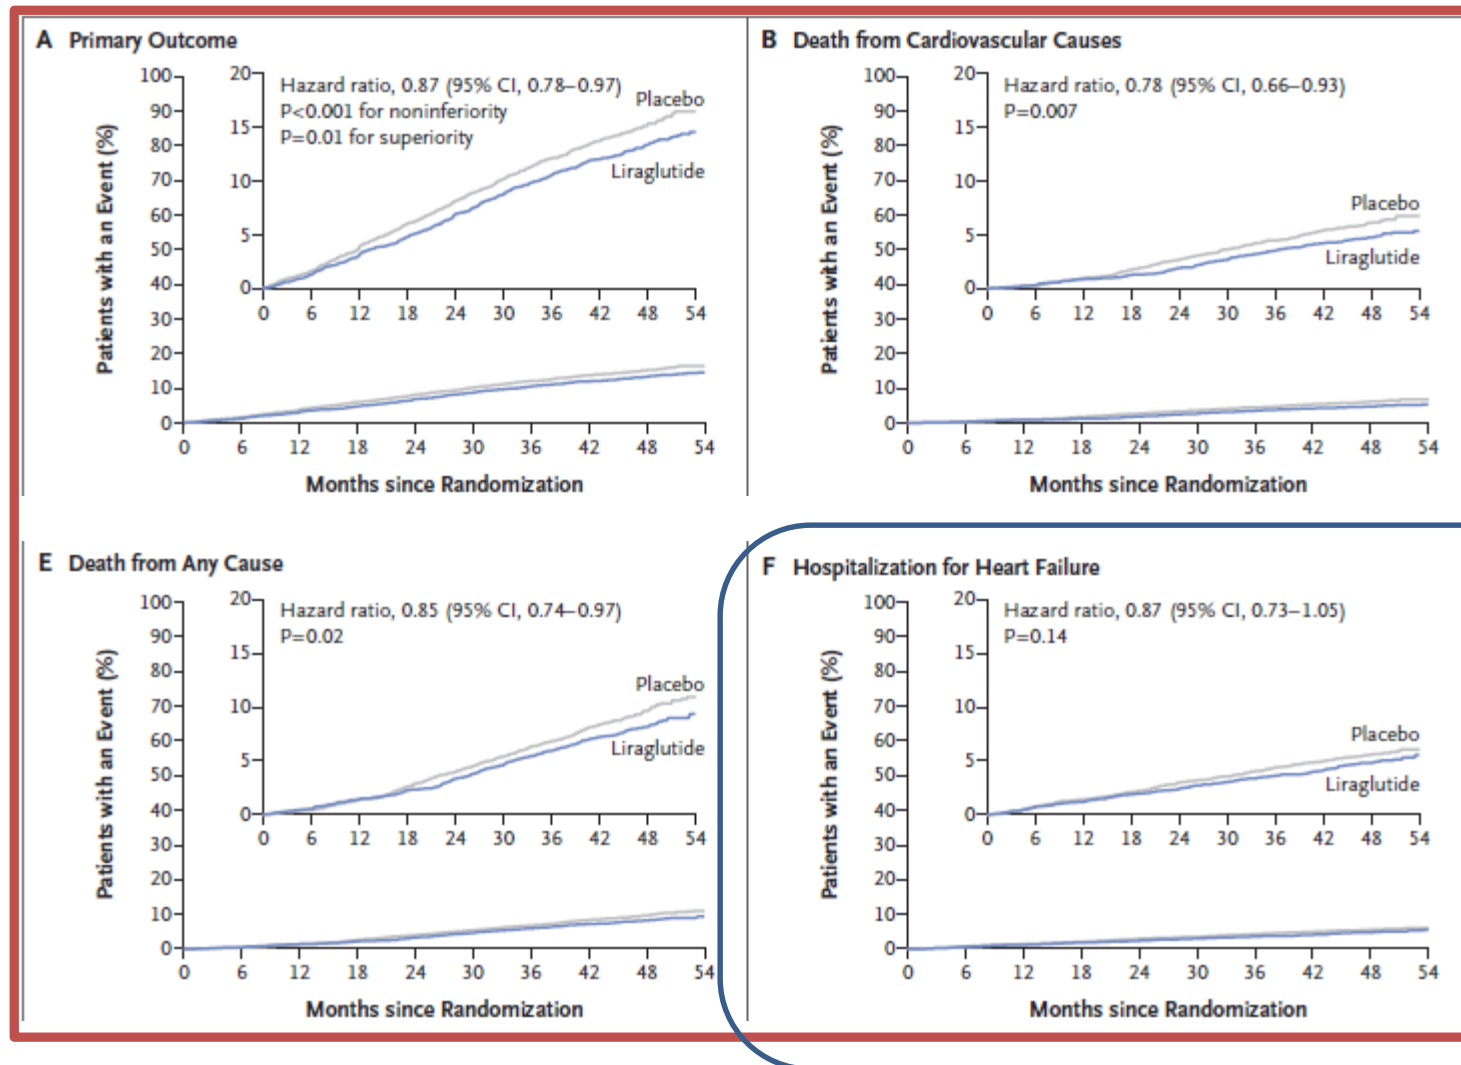 A Primary Outcome
Patients with an Event (%)
100
90
80
70
60
50
40
30
20
10
0
20
15
10
5
0
Hazard ratio, 0.87 (95% CI, 0.78–0.97)
P<0.001 for noninferiority
P=0.01 for superiority
Placebo
Liraglutide
0 6 12 18 24 30 36 42 48 54
0 6 12 18 24 30 36 42 48 54
Months since Randomization
B Death from Cardiovascular Causes
Patients with an Event (%)
100
90
80
70
60
50
40
30
20
10
0
20
15
10
5
0
Hazard ratio, 0.78 (95% CI, 0.66–0.93)
P=0.007
Placebo
Liraglutide
0 6 12 18 24 30 36 42 48 54
0 6 12 18 24 30 36 42 48 54
Months since Randomization
E Death from Any Cause
Patients with an Event (%)
100
90
80
70
60
50
40
30
20
10
0
20
15
10
5
0
Hazard ratio, 0.85 (95% CI, 0.74–0.97)
P=0.02
Placebo
Liraglutide
0 6 12 18 24 30 36 42 48 54
0 6 12 18 24 30 36 42 48 54
Months since Randomization
F Hospitalization for Heart Failure
Patients with an Event (%)
100
90
80
70
60
50
40
30
20
10
0
20
15
10
5
0
Hazard ratio, 0.87 (95% CI, 0.73–1.05)
P=0.14
Placebo
Liraglutide
0 6 12 18 24 30 36 42 48 54
0 6 12 18 24 30 36 42 48 54
Months since Randomization